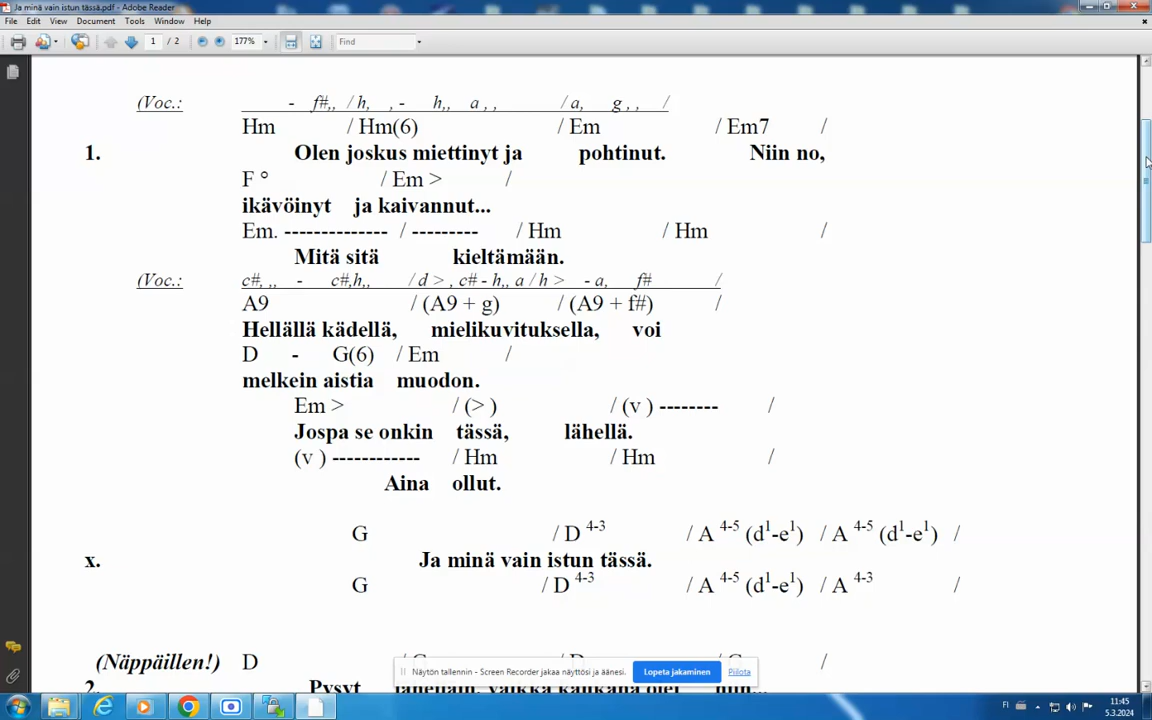 Ja minä vain istun tässä.pdf - Adobe Reader
File Edit View Document Tools Window Help
1 / 2 177% Find
(Voc.: - f#,, / h, , - h,, a , , / a, g , , /
Hm / Hm(6) / Em / Em7 /
1. Olen joskus miettinyt ja pohtinut. Niin no,
F ° / Em > /
ikävöinyt ja kaivannut...
Em. -------------- / --------- / Hm / Hm /
Mitä sitä kieltämään.
(Voc.: c#, ,, - c#,h,, / d > , c# - h,, a / h > - a, f# /
A9 / (A9 + g) / (A9 + f#) /
Hellällä kädellä, mielikuvituksella, voi
D - G(6) / Em /
melkein aistia muodon.
Em > / (> ) / (v ) -------- /
Jospa se onkin tässä, lähellä.
(v ) ------------ / Hm / Hm /
Aina ollut.
G / D 4-3 / A 4-5 (d1-e1) / A 4-5 (d1-e1) /
x. Ja minä vain istun tässä.
G / D 4-3 / A 4-5 (d1-e1) / A 4-3 /
(Näppäillen!) D /
Näytön tallennin – Screen Recorder jakaa näyttösi ja äänesi. Lopeta jakaminen Piilota
2. Pysyt
FI 11:45
5.3.2024